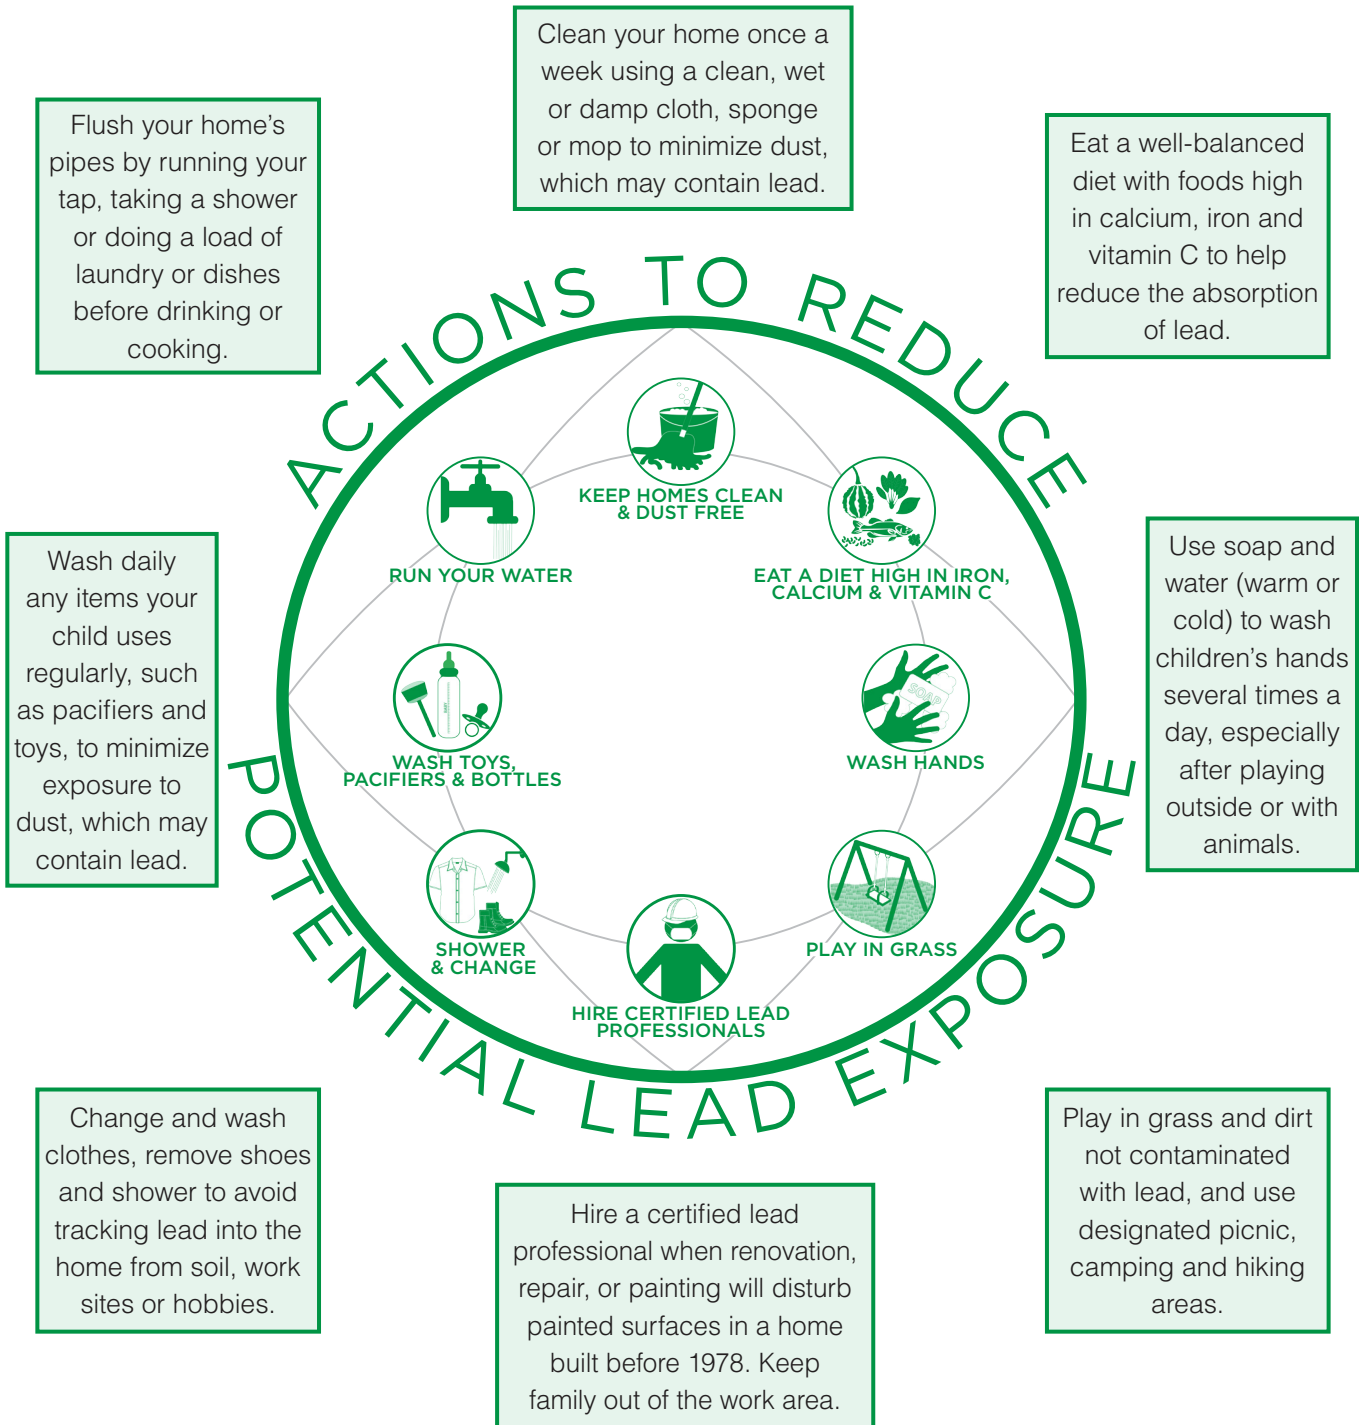 Clean your home once a
week using a clean, wet
or damp cloth, sponge
or mop to minimize dust,
which may contain lead.
Flush your home's
pipes by running your
tap, taking a shower
or doing a load of
laundry or dishes
before drinking or
cooking.
Eat a well-balanced
diet with foods high
in calcium, iron and
vitamin C to help
reduce the absorption
of lead.
ACTIONS TO REDUCE
POTENTIAL LEAD EXPOSURE
KEEP HOMES CLEAN
& DUST FREE
RUN YOUR WATER
EAT A DIET HIGH IN IRON,
CALCIUM & VITAMIN C
Wash daily
any items your
child uses
regularly, such
as pacifiers and
toys, to minimize
exposure to
dust, which may
contain lead.
WASH TOYS,
PACIFIERS & BOTTLES
SOAP
WASH HANDS
Use soap and
water (warm or
cold) to wash
children's hands
several times a
day, especially
after playing
outside or with
animals.
SHOWER
& CHANGE
HIRE CERTIFIED LEAD
PROFESSIONALS
PLAY IN GRASS
Change and wash
clothes, remove shoes
and shower to avoid
tracking lead into the
home from soil, work
sites or hobbies.
Hire a certified lead
professional when renovation,
repair, or painting will disturb
painted surfaces in a home
built before 1978. Keep
family out of the work area.
Play in grass and dirt
not contaminated
with lead, and use
designated picnic,
camping and hiking
areas.